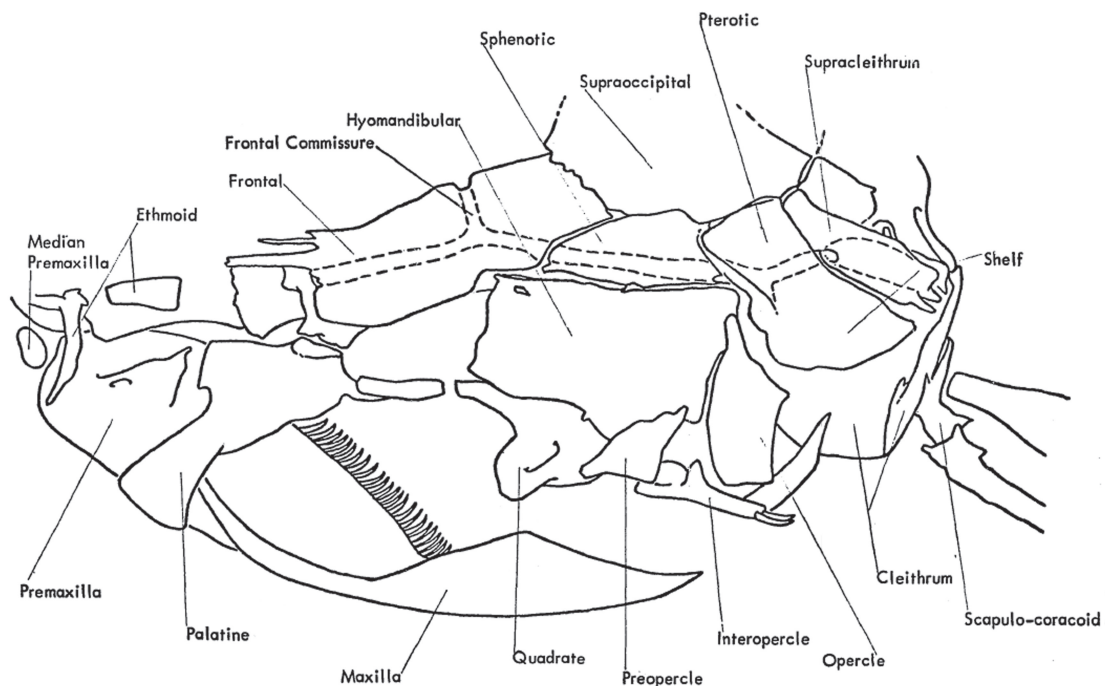 Pterotic
Sphenotic
Supracleithrum
Supraoccipital
Hyomandibular
Frontal Commissure
Frontal
Ethmoid
Median
Premaxilla
Shelf
Premaxilla
Palatine
Maxilla
Quadrate
Preopercle
Interopercle
Opercle
Cleithrum
Scapulo-coracoid